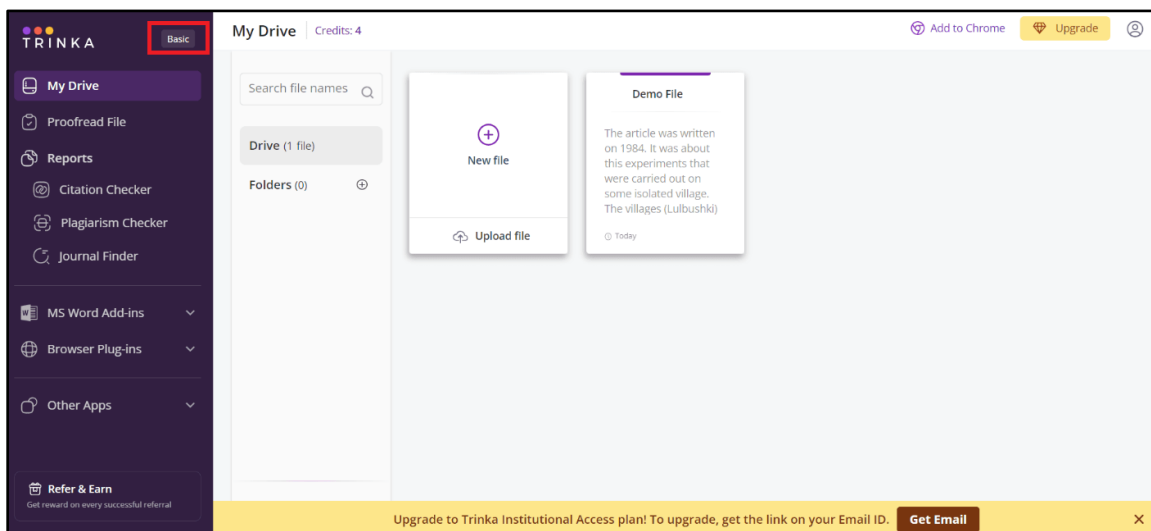 TRINKA
Basic
My Drive
Proofread File
Reports
Citation Checker
Plagiarism Checker
Journal Finder
MS Word Add-ins
Browser Plug-ins
Other Apps
Refer & Earn
Get reward on every successful referral
My Drive Credits: 4
Add to Chrome
Upgrade
Search file names
Drive (1 file)
Folders (0)
New file
Upload file
Demo File
The article was written
on 1984. It was about
this experiments that
were carried out on
some isolated village.
The villages (Lulbushki)
Today
Upgrade to Trinka Institutional Access plan! To upgrade, get the link on your Email ID. Get Email